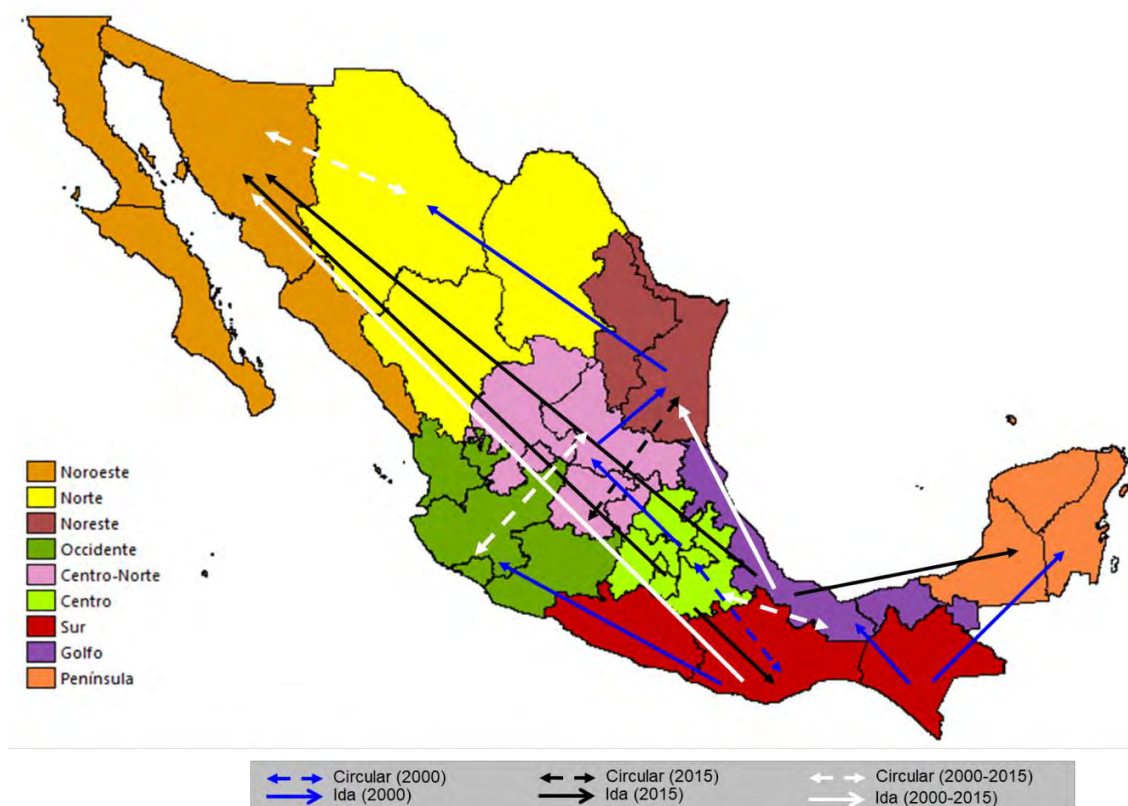 Noroeste
Norte
Noreste
Occidente
Centro-Norte
Centro
Sur
Golfo
Península
Circular (2000) Circular (2015) Circular (2000-2015)
Ida (2000) Ida (2015) Ida (2000-2015)